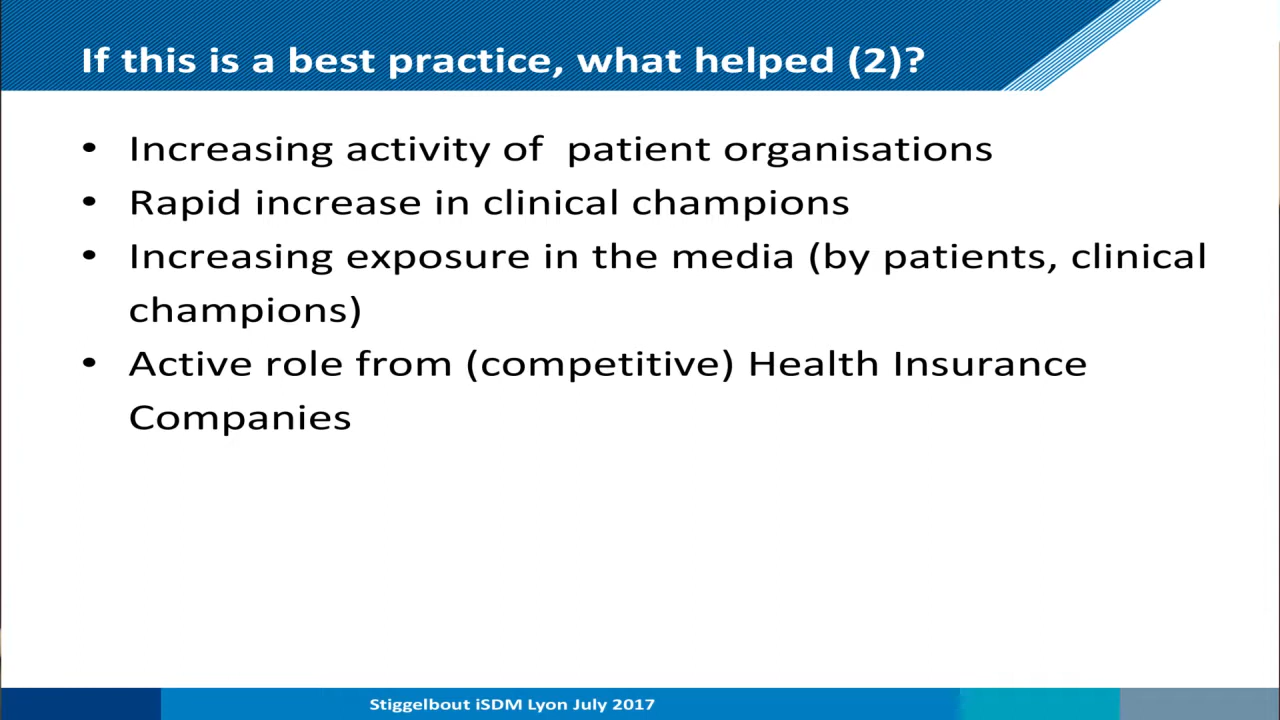 If this is a best practice, what helped (2)?
• Increasing activity of  patient organisations
• Rapid increase in clinical champions
• Increasing exposure in the media (by patients, clinical
champions)
• Active role from (competitive) Health Insurance
Companies
Stiggelbout iSDM Lyon July 2017